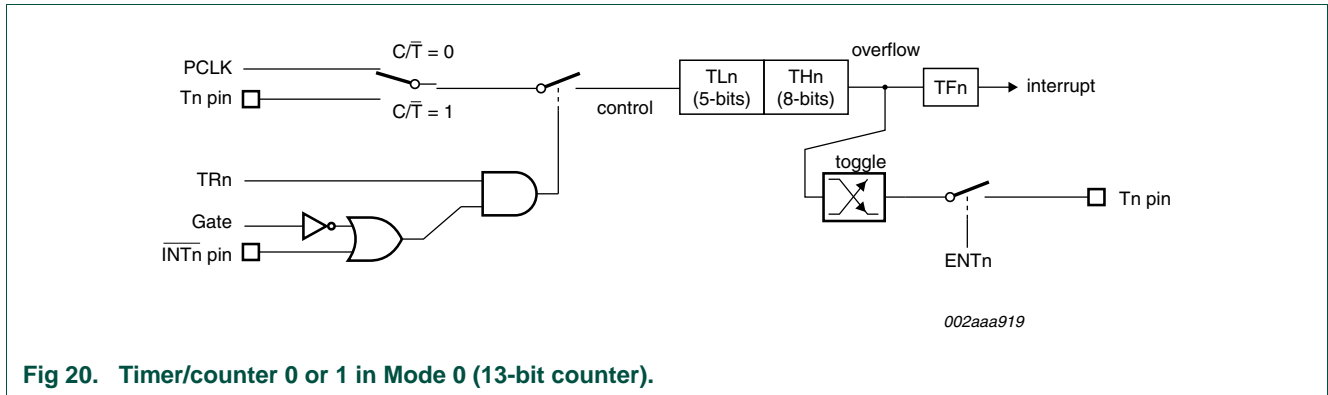 C/T̅ = 0
overflow
PCLK
TLn
(5-bits)
THn
(8-bits)
TFn
interrupt
Tn pin
C/T̅ = 1
control
toggle
TRn
Tn pin
Gate
I̅N̅T̅n̅ pin
ENTn
002aaa919
Fig 20. Timer/counter 0 or 1 in Mode 0 (13-bit counter).